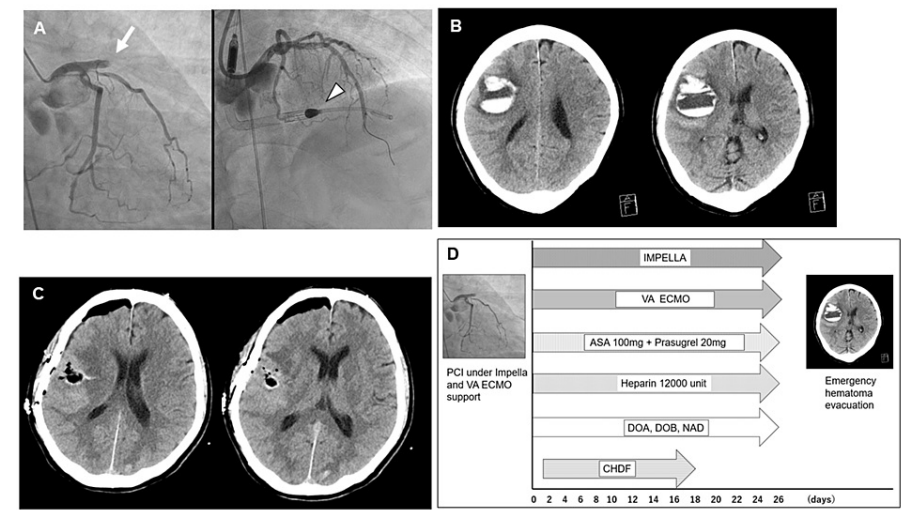 A
B
C
D
IMPELLA
VA ECMO
ASA 100mg + Prasugrel 20mg
Heparin 12000 unit
DOA, DOB, NAD
CHDF
PCI under Impella
and VA ECMO
support
Emergency
hematoma
evacuation
0 2 4 6 8 10 12 14 16 18 20 22 24 26 (days)